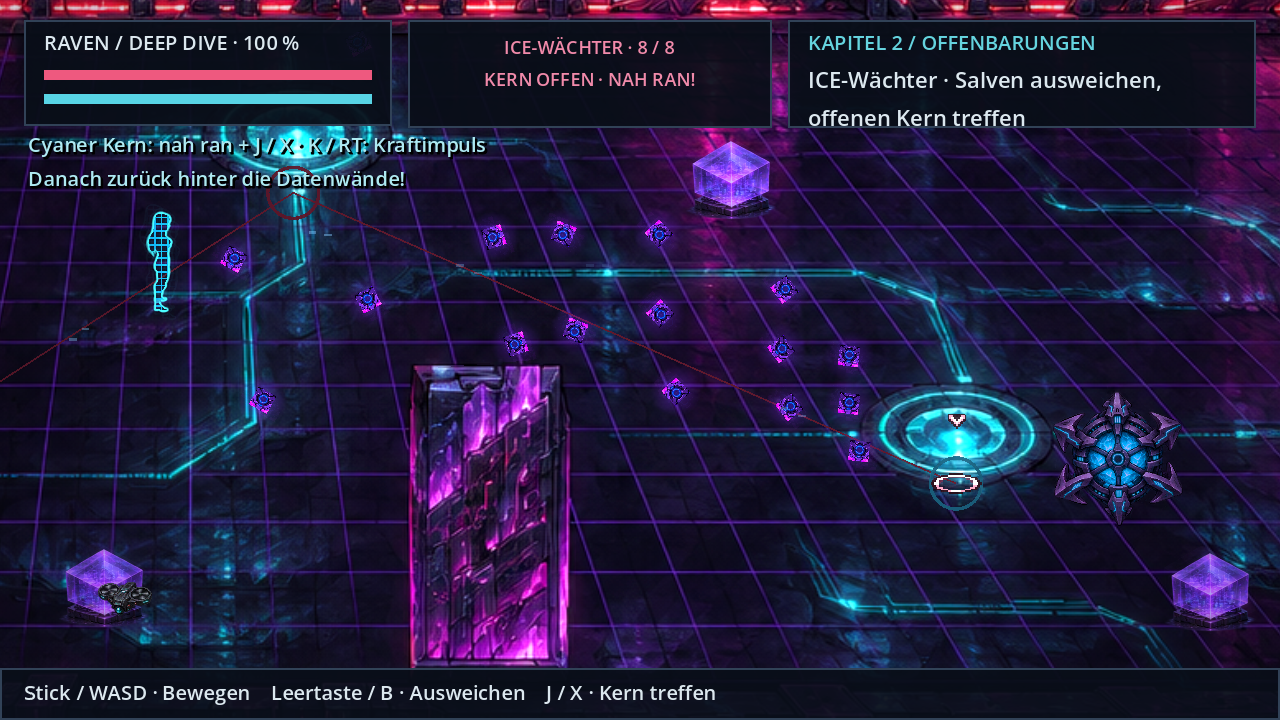 RAVEN / DEEP DIVE · 100 %
ICE-WÄCHTER · 8 / 8
KERN OFFEN · NAH RAN!
KAPITEL 2 / OFFENBARUNGEN
ICE-Wächter · Salven ausweichen,
offenen Kern treffen
Cyaner Kern: nah ran + J / X · K / RT: Kraftimpuls
Danach zurück hinter die Datenwände!
Stick / WASD · Bewegen Leertaste / B · Ausweichen J / X · Kern treffen